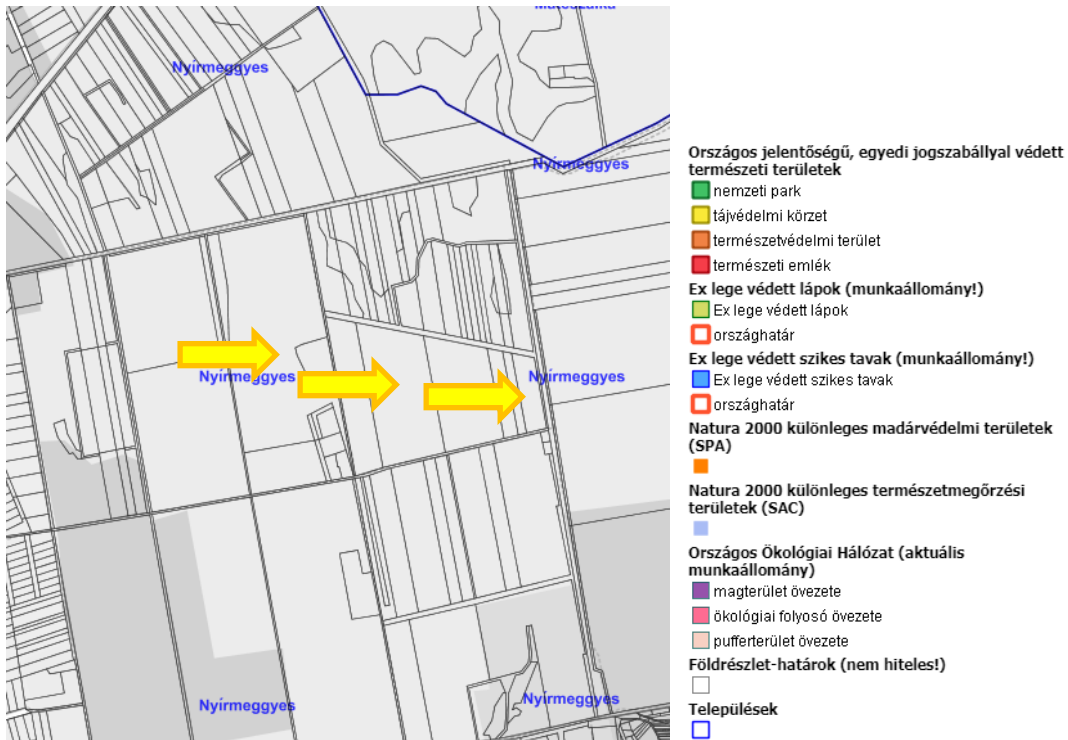 Mátészalka
Nyírmeggyes
Nyírmeggyes
Nyírmeggyes
Nyírmeggyes
Nyírmeggyes
Nyírmeggyes
Országos jelentőségű, egyedi jogszabállyal védett
természeti területek
nemzeti park
tájvédelmi körzet
természetvédelmi terület
természeti emlék
Ex lege védett lápok (munkaállomány!)
Ex lege védett lápok
országhatár
Ex lege védett szikes tavak (munkaállomány!)
Ex lege védett szikes tavak
országhatár
Natura 2000 különleges madárvédelmi területek
(SPA)
Natura 2000 különleges természetmegőrzési
területek (SAC)
Országos Ökológiai Hálózat (aktuális
munkaállomány)
magterület övezete
ökológiai folyosó övezete
pufferterület övezete
Földrészlet-határok (nem hiteles!)
Települések